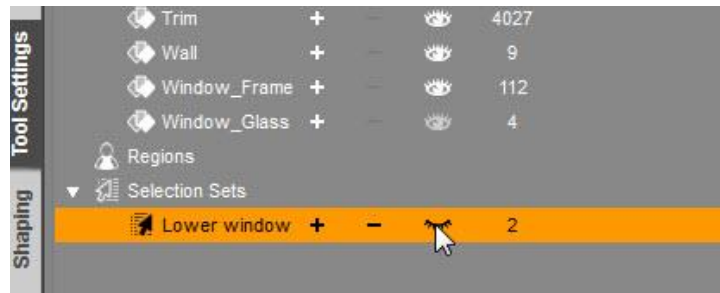 Trim + − 4027
Wall + − 9
Window_Frame + − 112
Window_Glass + − 4
Regions
Selection Sets
Lower window + − 2
Tool Settings
Shaping